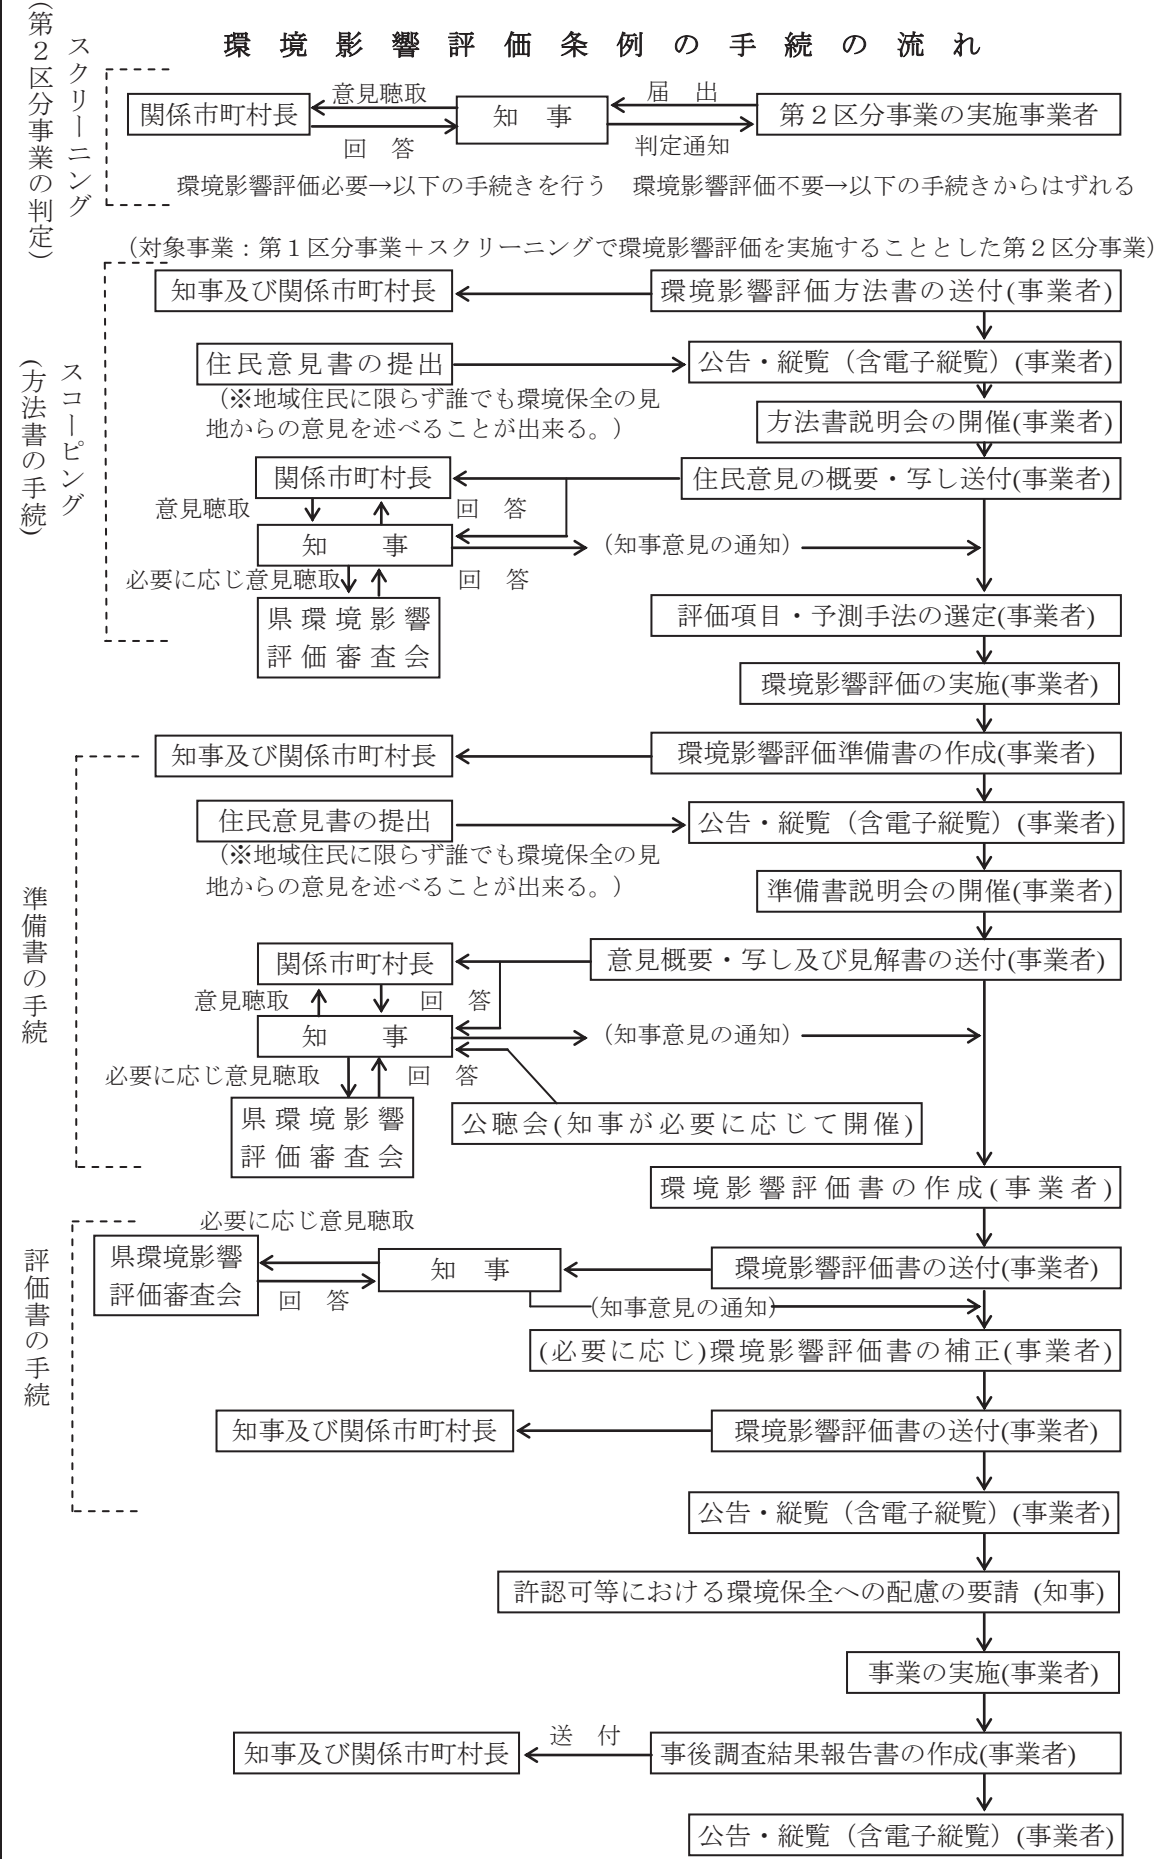 環境影響評価条例の手続の流れ
スクリーニング
(第２区分事業の判定)
関係市町村長
意見聴取
回　答
知　事
届　出
判定通知
第２区分事業の実施事業者
環境影響評価必要→以下の手続きを行う　環境影響評価不要→以下の手続きからはずれる
（対象事業：第１区分事業＋スクリーニングで環境影響評価を実施することとした第２区分事業）
スコーピング
(方法書の手続)
知事及び関係市町村長
環境影響評価方法書の送付(事業者)
住民意見書の提出
公告・縦覧（含電子縦覧）(事業者)
（※地域住民に限らず誰でも環境保全の見
地からの意見を述べることが出来る。）
方法書説明会の開催(事業者)
関係市町村長
住民意見の概要・写し送付(事業者)
意見聴取
回　答
知　　事
（知事意見の通知）
必要に応じ意見聴取
回　答
県環境影響
評価審査会
評価項目・予測手法の選定(事業者)
環境影響評価の実施(事業者)
準備書の手続
知事及び関係市町村長
環境影響評価準備書の作成(事業者)
住民意見書の提出
公告・縦覧（含電子縦覧）(事業者)
（※地域住民に限らず誰でも環境保全の見
地からの意見を述べることが出来る。）
準備書説明会の開催(事業者)
関係市町村長
意見概要・写し及び見解書の送付(事業者)
意見聴取
回　答
知　　事
（知事意見の通知）
必要に応じ意見聴取
回　答
県環境影響
評価審査会
公聴会(知事が必要に応じて開催)
環境影響評価書の作成(事業者)
評価書の手続
必要に応じ意見聴取
県環境影響
評価審査会
回　答
知　事
環境影響評価書の送付(事業者)
（知事意見の通知）
(必要に応じ)環境影響評価書の補正(事業者)
知事及び関係市町村長
環境影響評価書の送付(事業者)
公告・縦覧（含電子縦覧）(事業者)
許認可等における環境保全への配慮の要請 (知事)
事業の実施(事業者)
知事及び関係市町村長
送　付
事後調査結果報告書の作成(事業者)
公告・縦覧（含電子縦覧）(事業者)